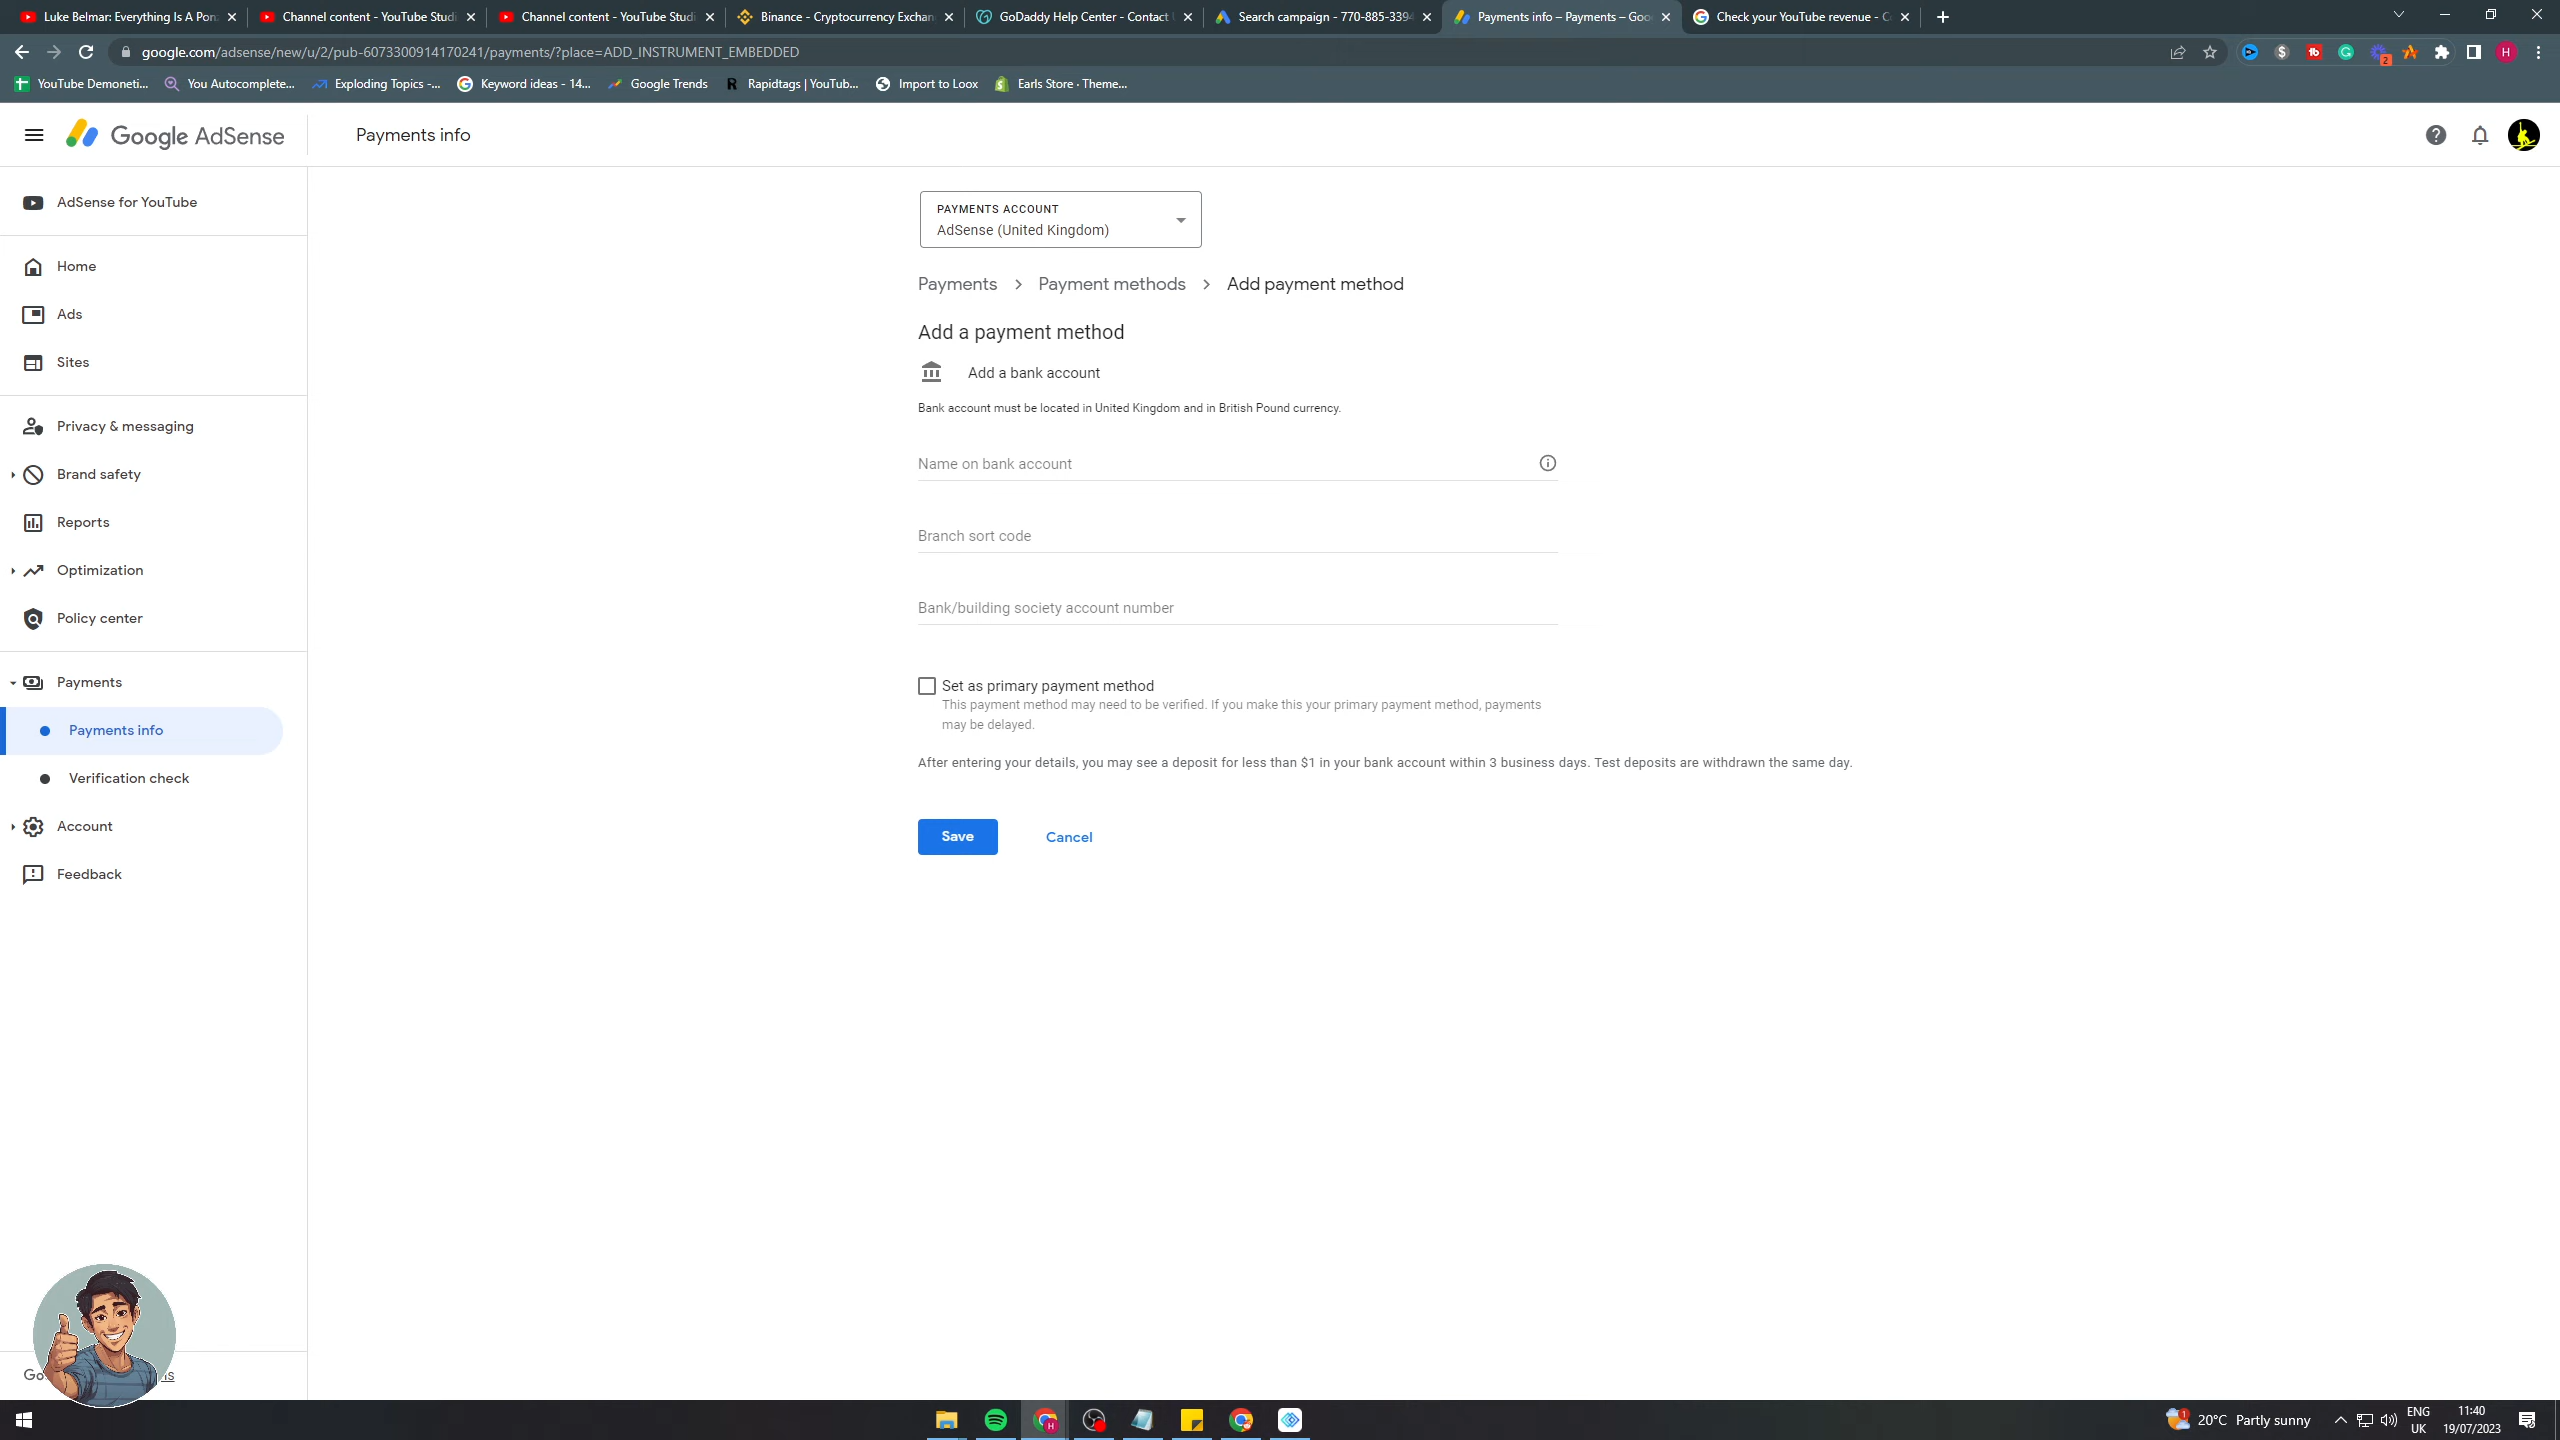 Luke Belmar: Everything Is A Pon
Channel content - YouTube Studi
Channel content - YouTube Studi
Binance - Cryptocurrency Exchan
GoDaddy Help Center - Contact
Search campaign - 770-885-3394
Payments info – Payments – Goo
Check your YouTube revenue - C
google.com/adsense/new/u/2/pub-6073300914170241/payments/?place=ADD_INSTRUMENT_EMBEDDED
2
H
YouTube Demoneti...
You Autocomplete...
Exploding Topics -...
Keyword ideas - 14...
Google Trends
Rapidtags | YouTub...
Import to Loox
Earls Store · Theme...
Google AdSense
Payments info
AdSense for YouTube
Home
Ads
Sites
Privacy & messaging
Brand safety
Reports
Optimization
Policy center
Payments
Payments info
Verification check
Account
Feedback
PAYMENTS ACCOUNT
AdSense (United Kingdom)
Payments > Payment methods > Add payment method
Add a payment method
Add a bank account
Bank account must be located in United Kingdom and in British Pound currency.
Name on bank account
Branch sort code
Bank/building society account number
Set as primary payment method
This payment method may need to be verified. If you make this your primary payment method, payments
may be delayed.
After entering your details, you may see a deposit for less than $1 in your bank account within 3 business days. Test deposits are withdrawn the same day.
Save
Cancel
20°C Partly sunny
ENG
UK
11:40
19/07/2023